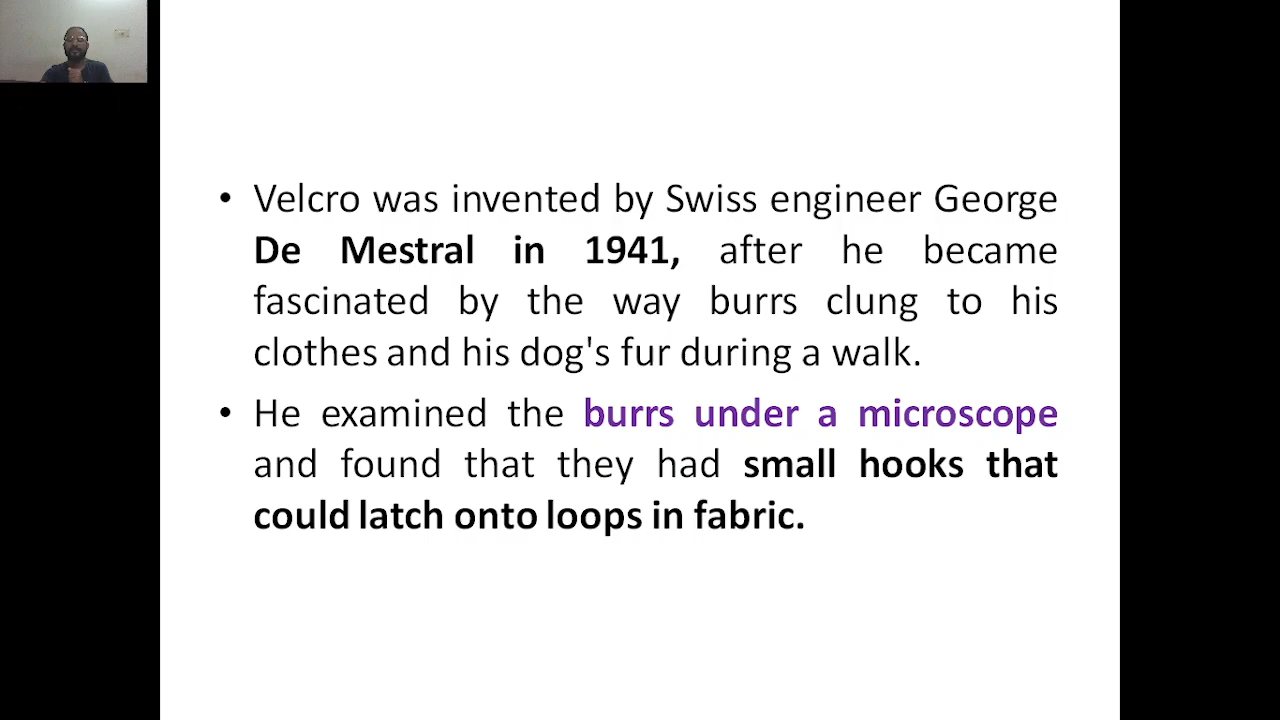 • Velcro was invented by Swiss engineer George
De Mestral in 1941, after he became
fascinated by the way burrs clung to his
clothes and his dog's fur during a walk.
• He examined the burrs under a microscope
and found that they had small hooks that
could latch onto loops in fabric.